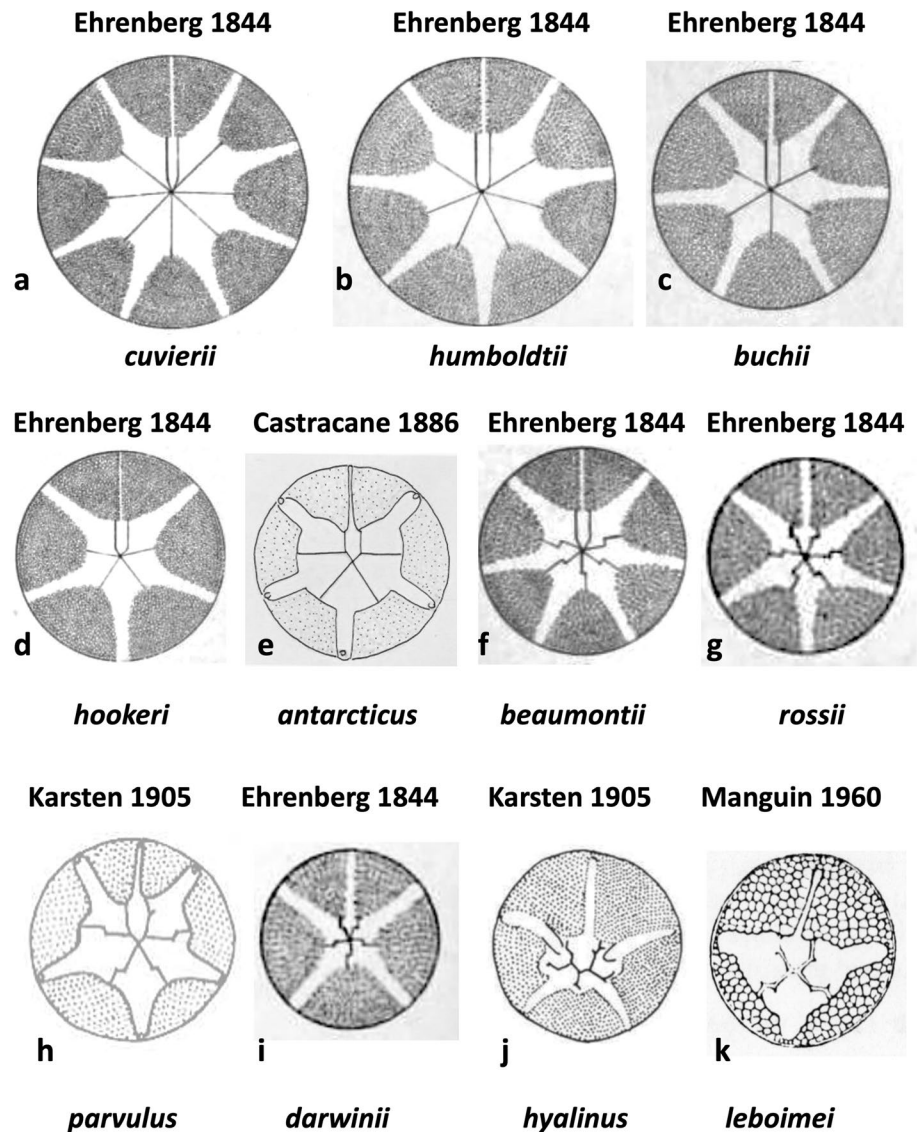 Ehrenberg 1844 Ehrenberg 1844 Ehrenberg 1844
a b c
cuvierii humboldtii buchii
Ehrenberg 1844 Castracane 1886 Ehrenberg 1844 Ehrenberg 1844
d e f g
hookeri antarcticus beaumontii rossii
Karsten 1905 Ehrenberg 1844 Karsten 1905 Manguin 1960
h i j k
parvulus darwinii hyalinus leboimei